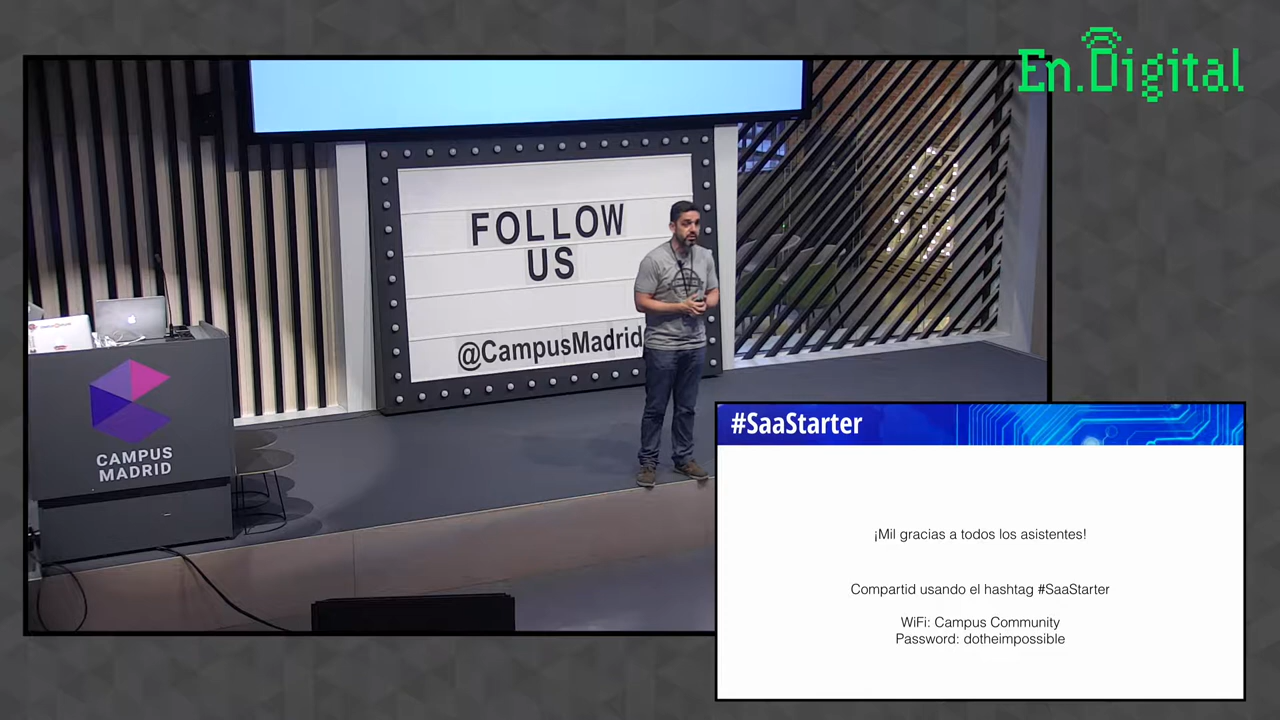 En.Digital
FOLLOW
US
@CampusMadrid
CAMPUS
MADRID
#SaaStarter
¡Mil gracias a todos los asistentes!
Compartid usando el hashtag #SaaStarter
WiFi: Campus Community
Password: dotheimpossible